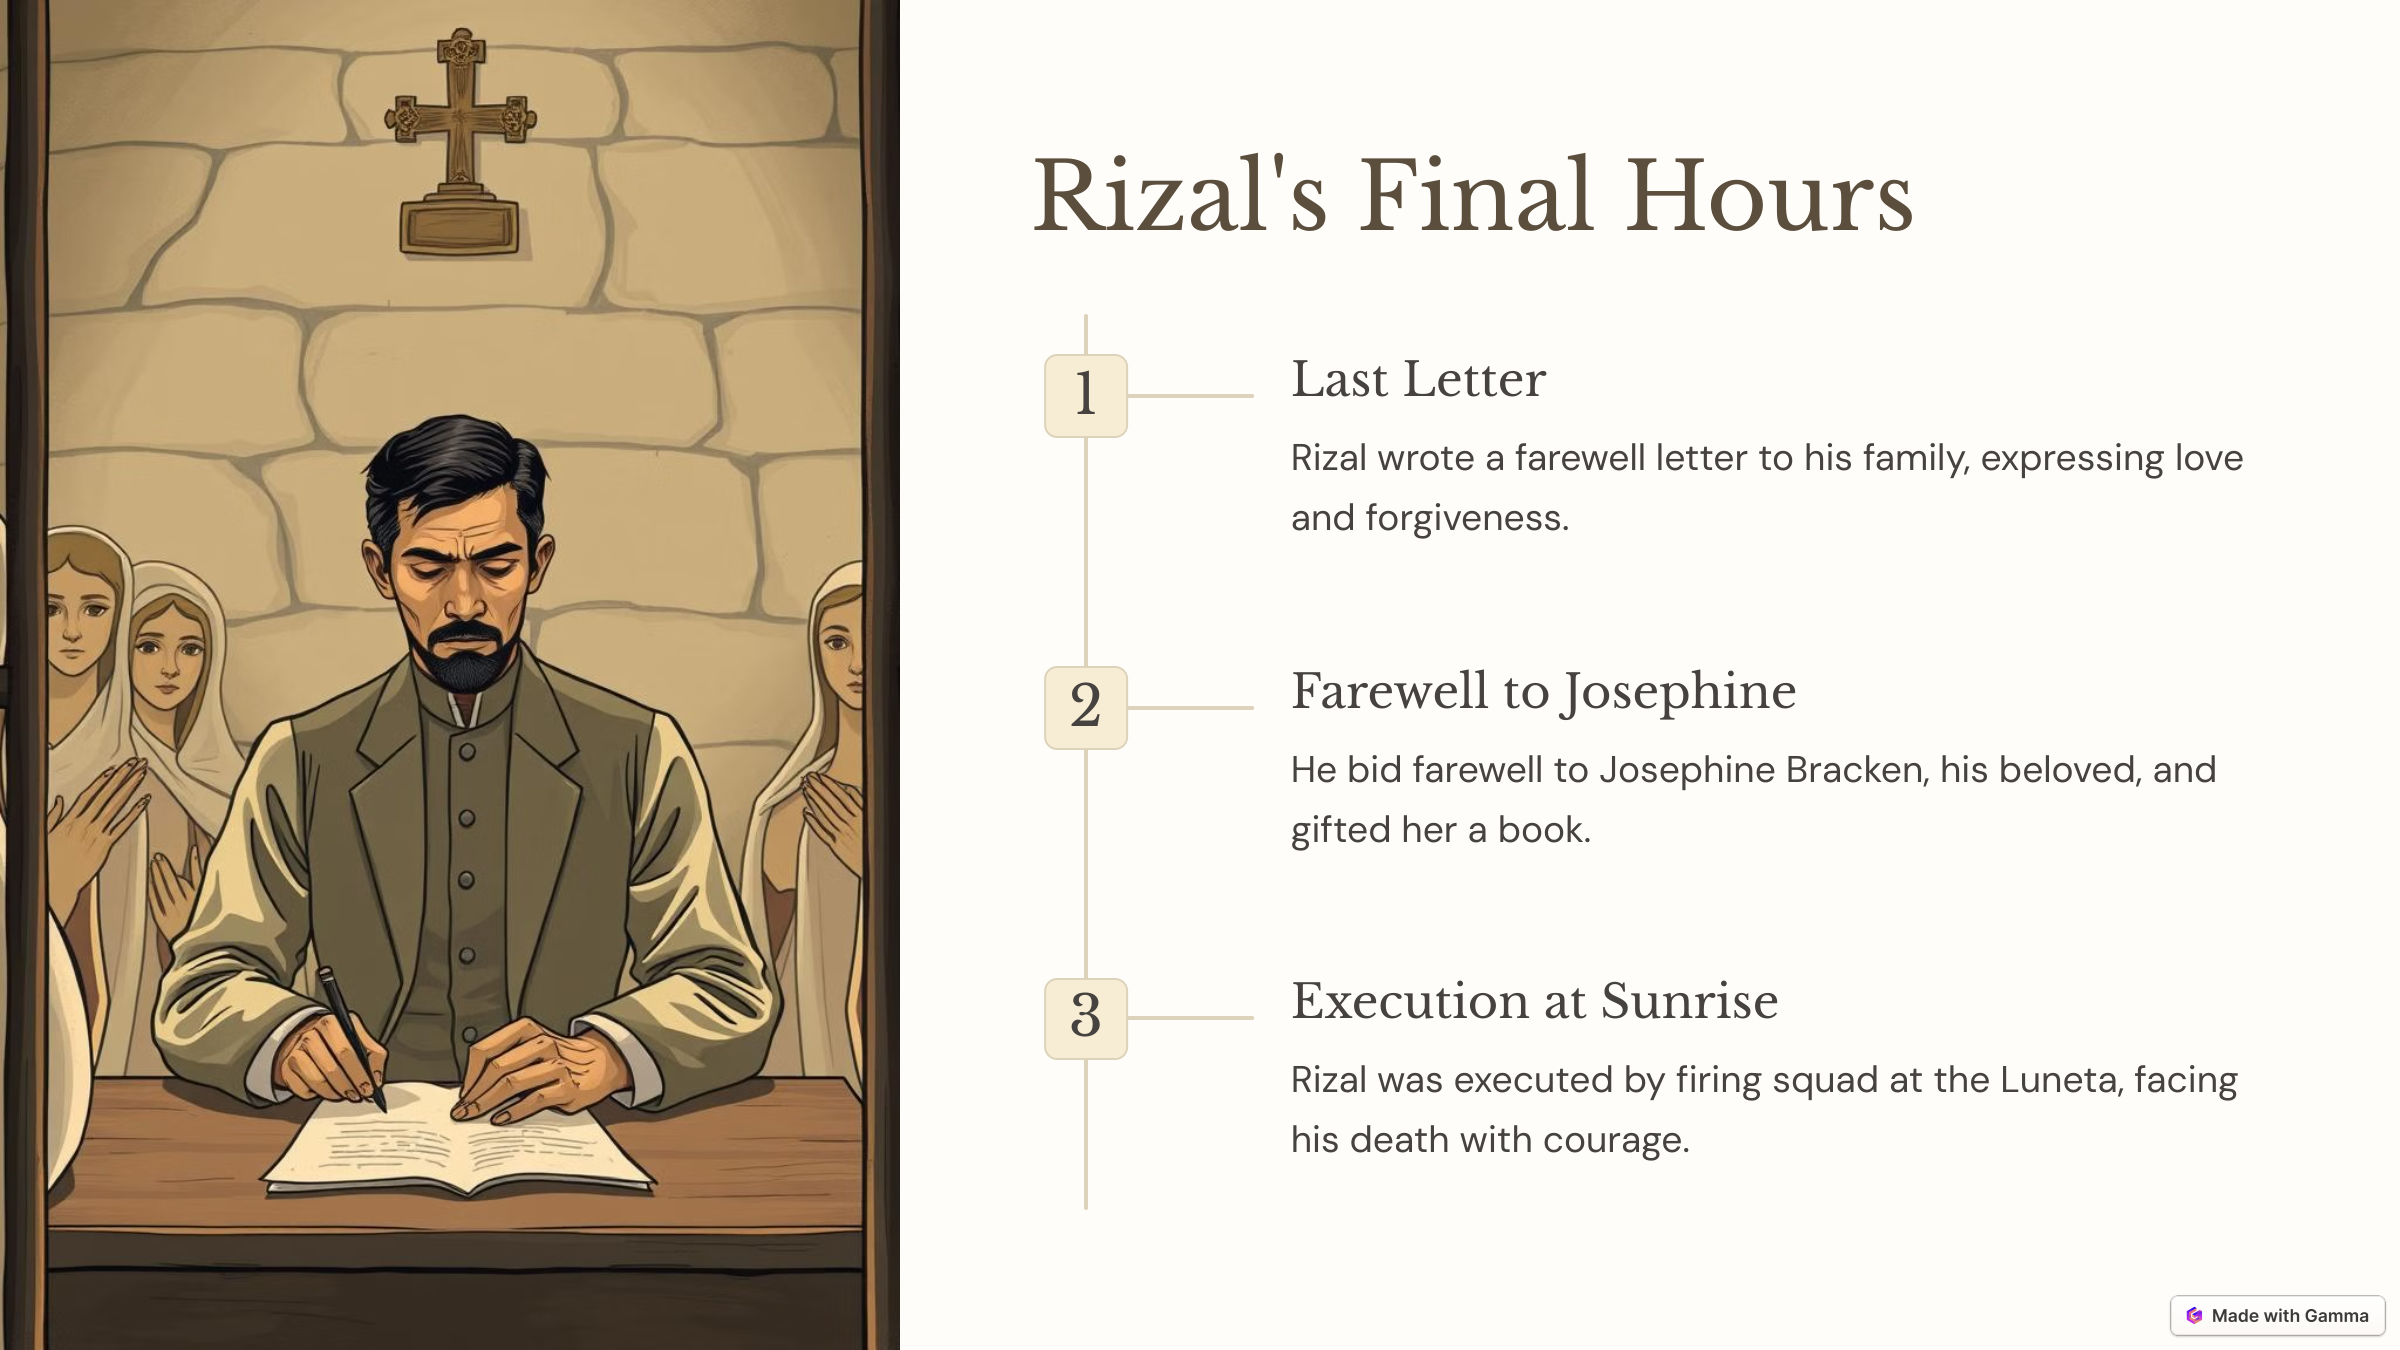 Rizal's Final Hours
1
Last Letter
Rizal wrote a farewell letter to his family, expressing love
and forgiveness.
2
Farewell to Josephine
He bid farewell to Josephine Bracken, his beloved, and
gifted her a book.
3
Execution at Sunrise
Rizal was executed by firing squad at the Luneta, facing
his death with courage.
Made with Gamma